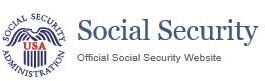 SOCIAL SECURITY
USA
ADMINISTRATION
Social Security
Official Social Security Website